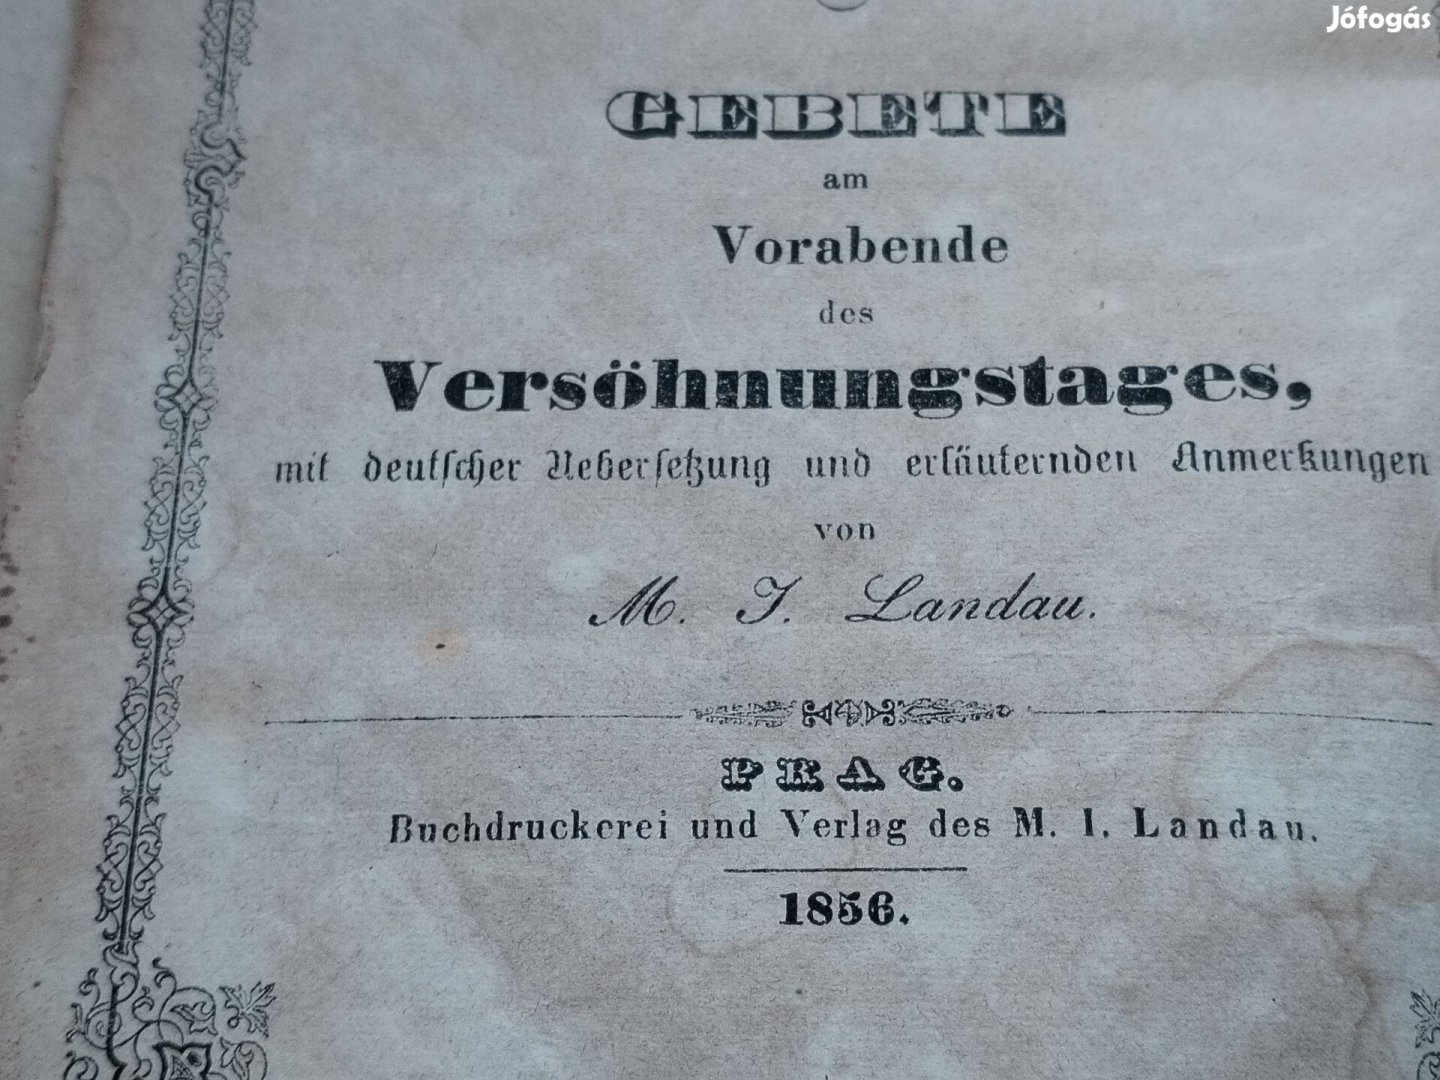 Jófogás
GEBETE
am
Vorabende
des
Versöhnungstages,
mit deutscher Uebersetzung und erläuternden Anmerkungen
von
M. J. Landau.
PRAG.
Buchdruckerei und Verlag des M. I. Landau.
1856.